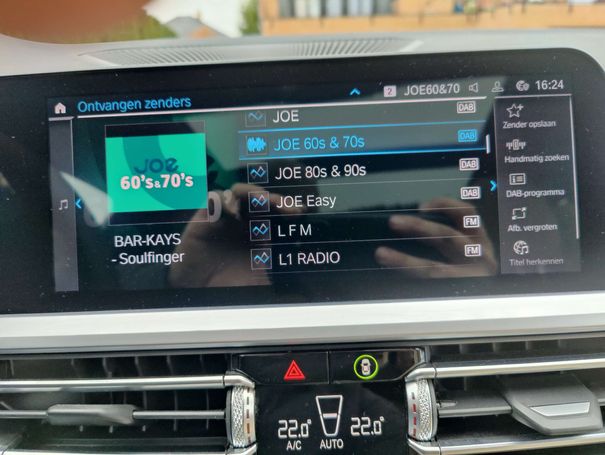 Ontvangen zenders
2 JOE60&70 16:24
JOE DAB
JOE 60s & 70s DAB
JOE 80s & 90s DAB
JOE Easy DAB
L F M FM
L1 RADIO FM
Joe
60's&70's
BAR-KAYS
- Soulfinger
Zender opslaan
Handmatig zoeken
DAB-programma
Afb. vergroten
Titel herkennen
22.0 22.0
A/C AUTO